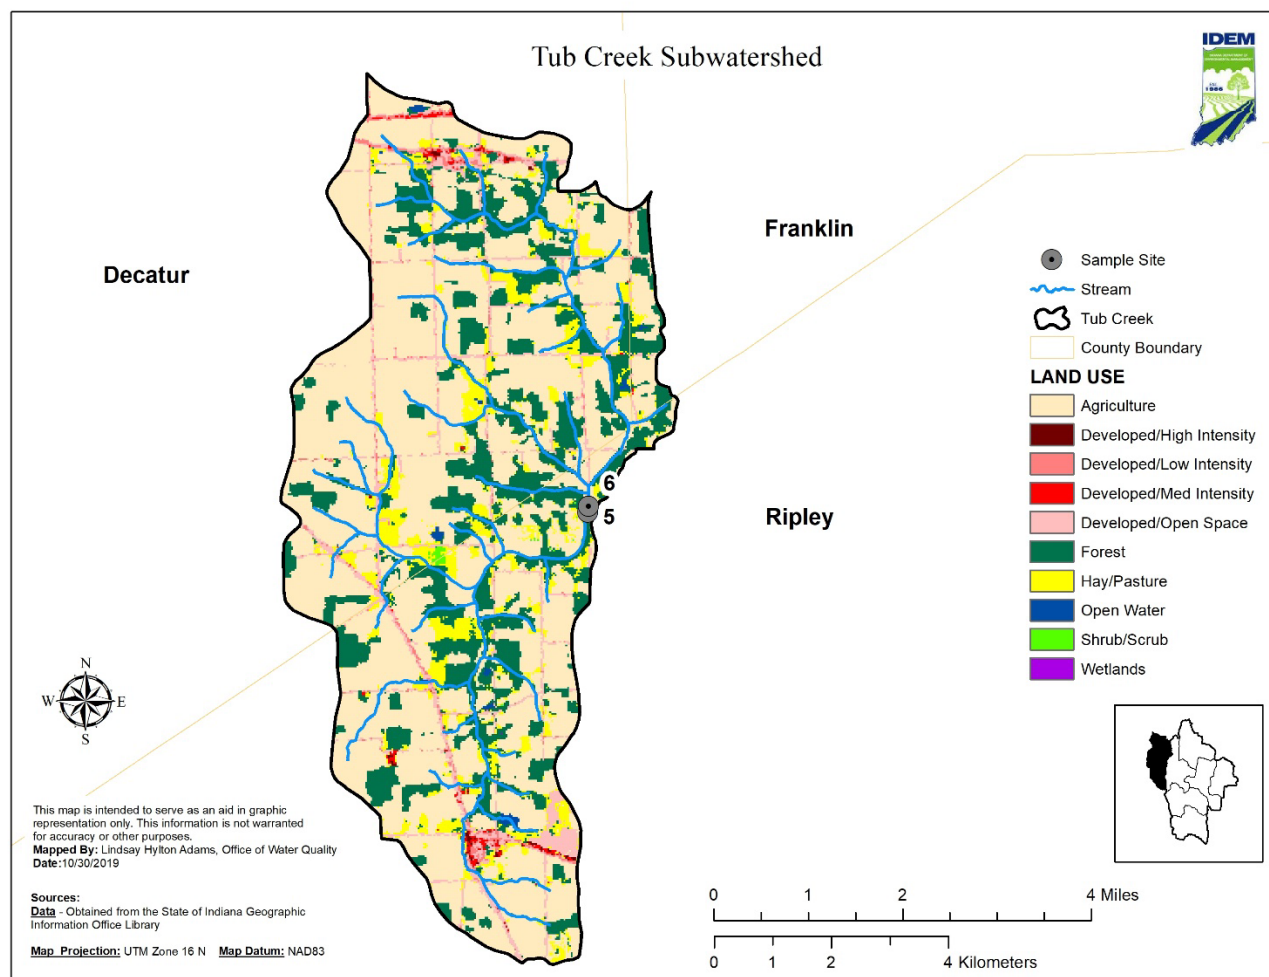 Tub Creek Subwatershed
IDEM
Franklin
Decatur
Ripley
6
5
Sample Site
Stream
Tub Creek
County Boundary
LAND USE
Agriculture
Developed/High Intensity
Developed/Low Intensity
Developed/Med Intensity
Developed/Open Space
Forest
Hay/Pasture
Open Water
Shrub/Scrub
Wetlands
N
W E
S
This map is intended to serve as an aid in graphic
representation only. This information is not warranted
for accuracy or other purposes.
Mapped By: Lindsay Hylton Adams, Office of Water Quality
Date:10/30/2019
Sources:
Data - Obtained from the State of Indiana Geographic
Information Office Library
Map Projection: UTM Zone 16 N Map Datum: NAD83
0 1 2 4 Miles
0 1 2 4 Kilometers